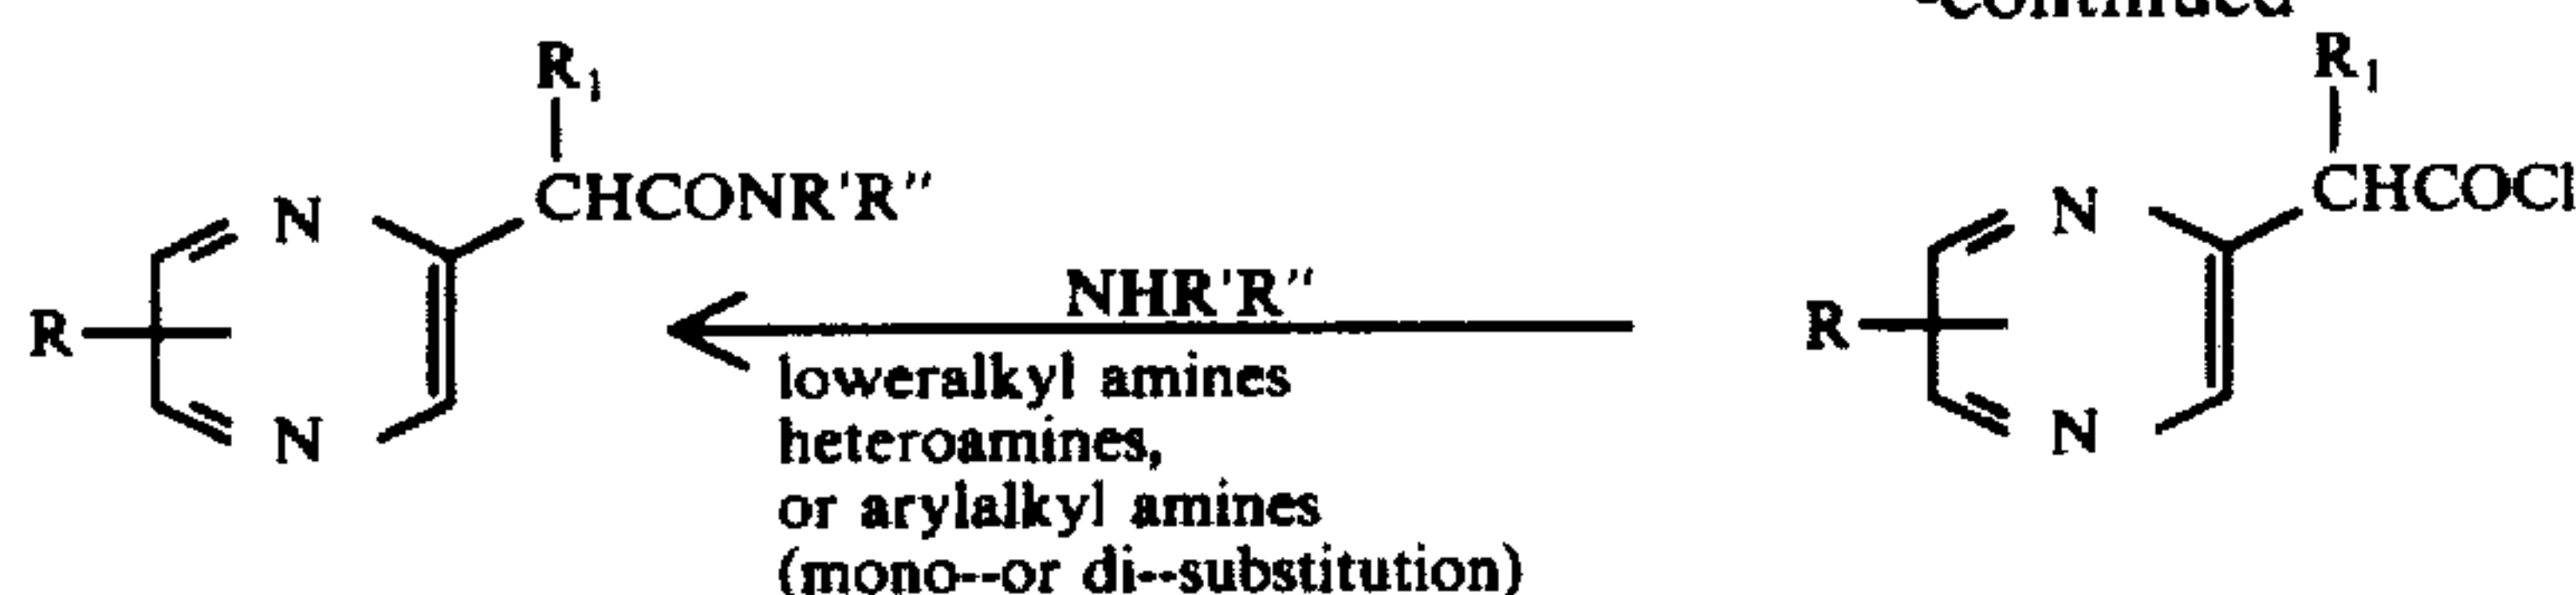 -continued
R1
R1
CHCONR'R"
CHCOCl
N
N
NHR'R"
R
R
loweralkyl amines
N
N
heteroamines,
or arylalkyl amines
(mono--or di--substitution)